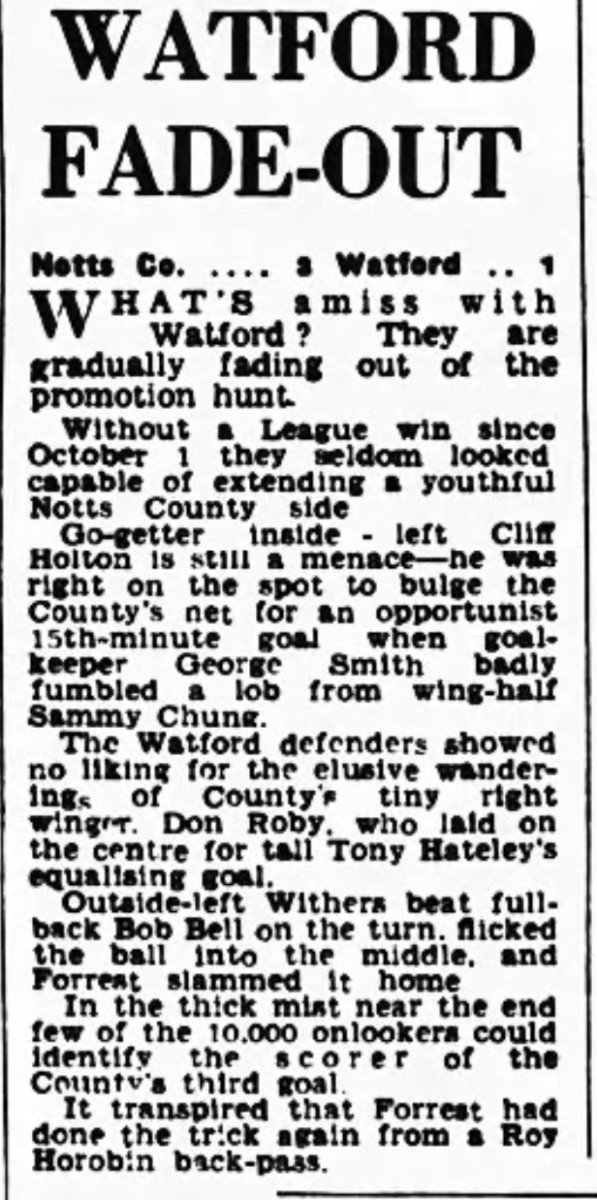 WATFORD
FADE-OUT
Notts Co. .... 3 Watford .. 1
WHAT'S amiss with
Watford? They are
gradually fading out of the
promotion hunt.
Without a League win since
October 1 they seldom looked
capable of extending a youthful
Notts County side
Go-getter inside - left Cliff
Holton is still a menace—he was
right on the spot to bulge the
County's net for an opportunist
15th-minute goal when goal-
keeper George Smith badly
fumbled a lob from wing-half
Sammy Chung.
The Watford defenders showed
no liking for the elusive wander-
ings of County's tiny right
winger, Don Roby, who laid on
the centre for tall Tony Hateley's
equalising goal.
Outside-left Withers beat full-
back Bob Bell on the turn, flicked
the ball into the middle, and
Forrest slammed it home
In the thick mist near the end
few of the 10,000 onlookers could
identify the scorer of the
County's third goal.
It transpired that Forrest had
done the trick again from a Roy
Horobin back-pass.